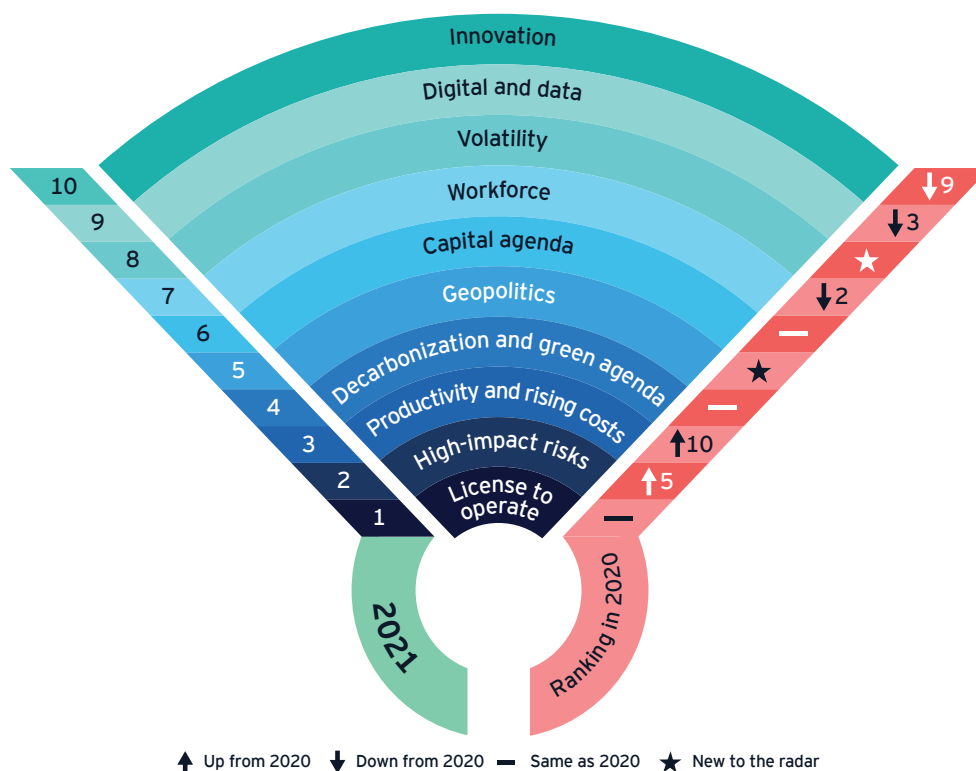 Innovation
Digital and data
Volatility
Workforce
Capital agenda
Geopolitics
Decarbonization and green agenda
Productivity and rising costs
High-impact risks
License to
operate
10
9
8
7
6
5
4
3
2
1
9
3
2
10
5
2021
Ranking in 2020
Up from 2020
Down from 2020
Same as 2020
New to the radar